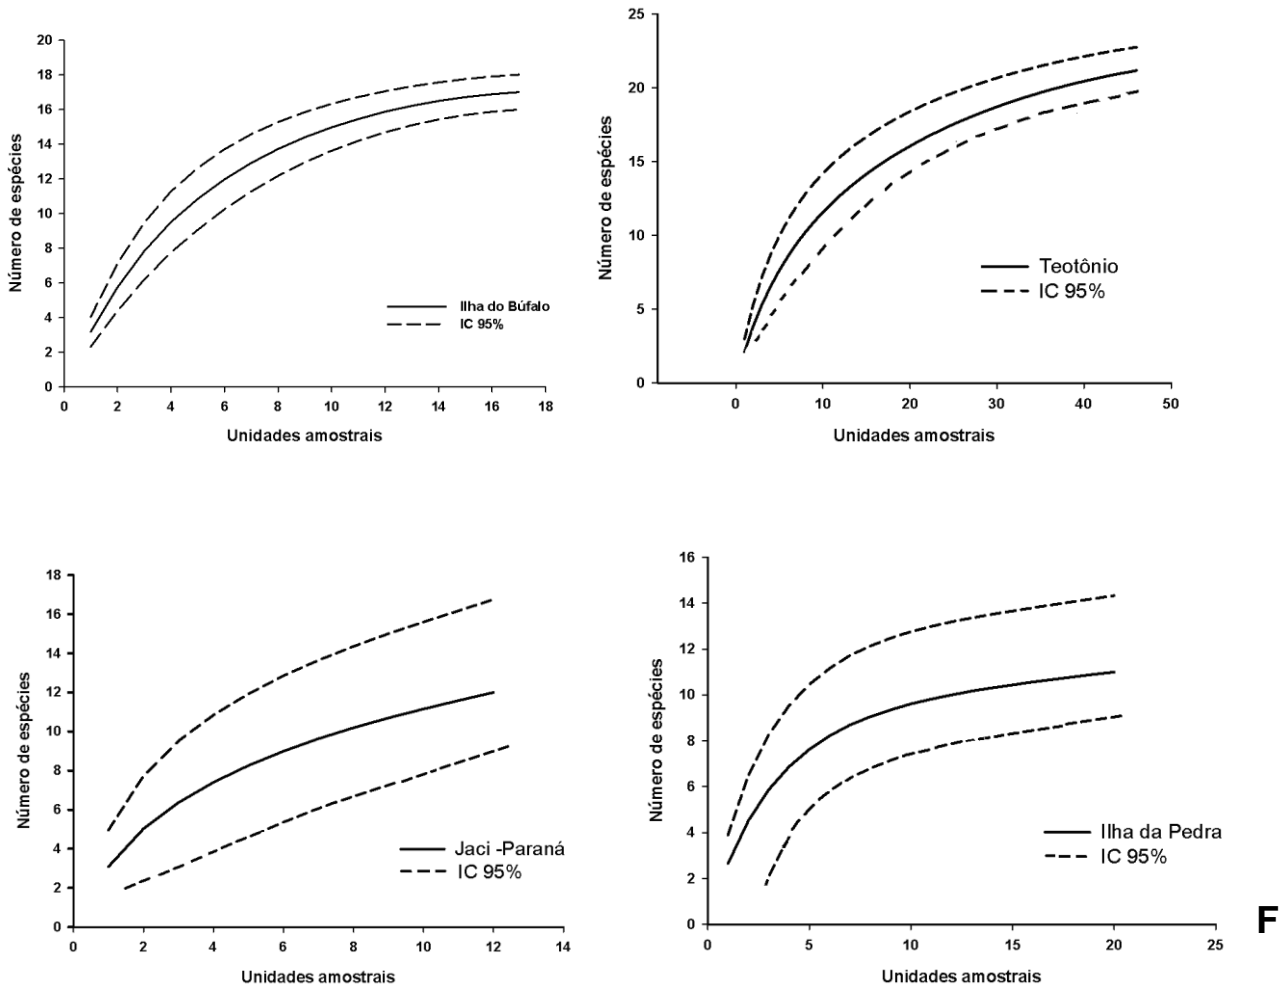 20
18
16
14
12
10
8
6
4
2
0
Número de espécies
0 2 4 6 8 10 12 14 16 18
Unidades amostrais
Ilha do Búfalo
IC 95%
25
20
15
10
5
0
Número de espécies
0 10 20 30 40 50
Unidades amostrais
Teotônio
IC 95%
18
16
14
12
10
8
6
4
2
0
Número de espécies
0 2 4 6 8 10 12 14
Unidades amostrais
Jaci -Paraná
IC 95%
16
14
12
10
8
6
4
2
0
Número de espécies
0 5 10 15 20 25
Unidades amostrais
Ilha da Pedra
IC 95%
F